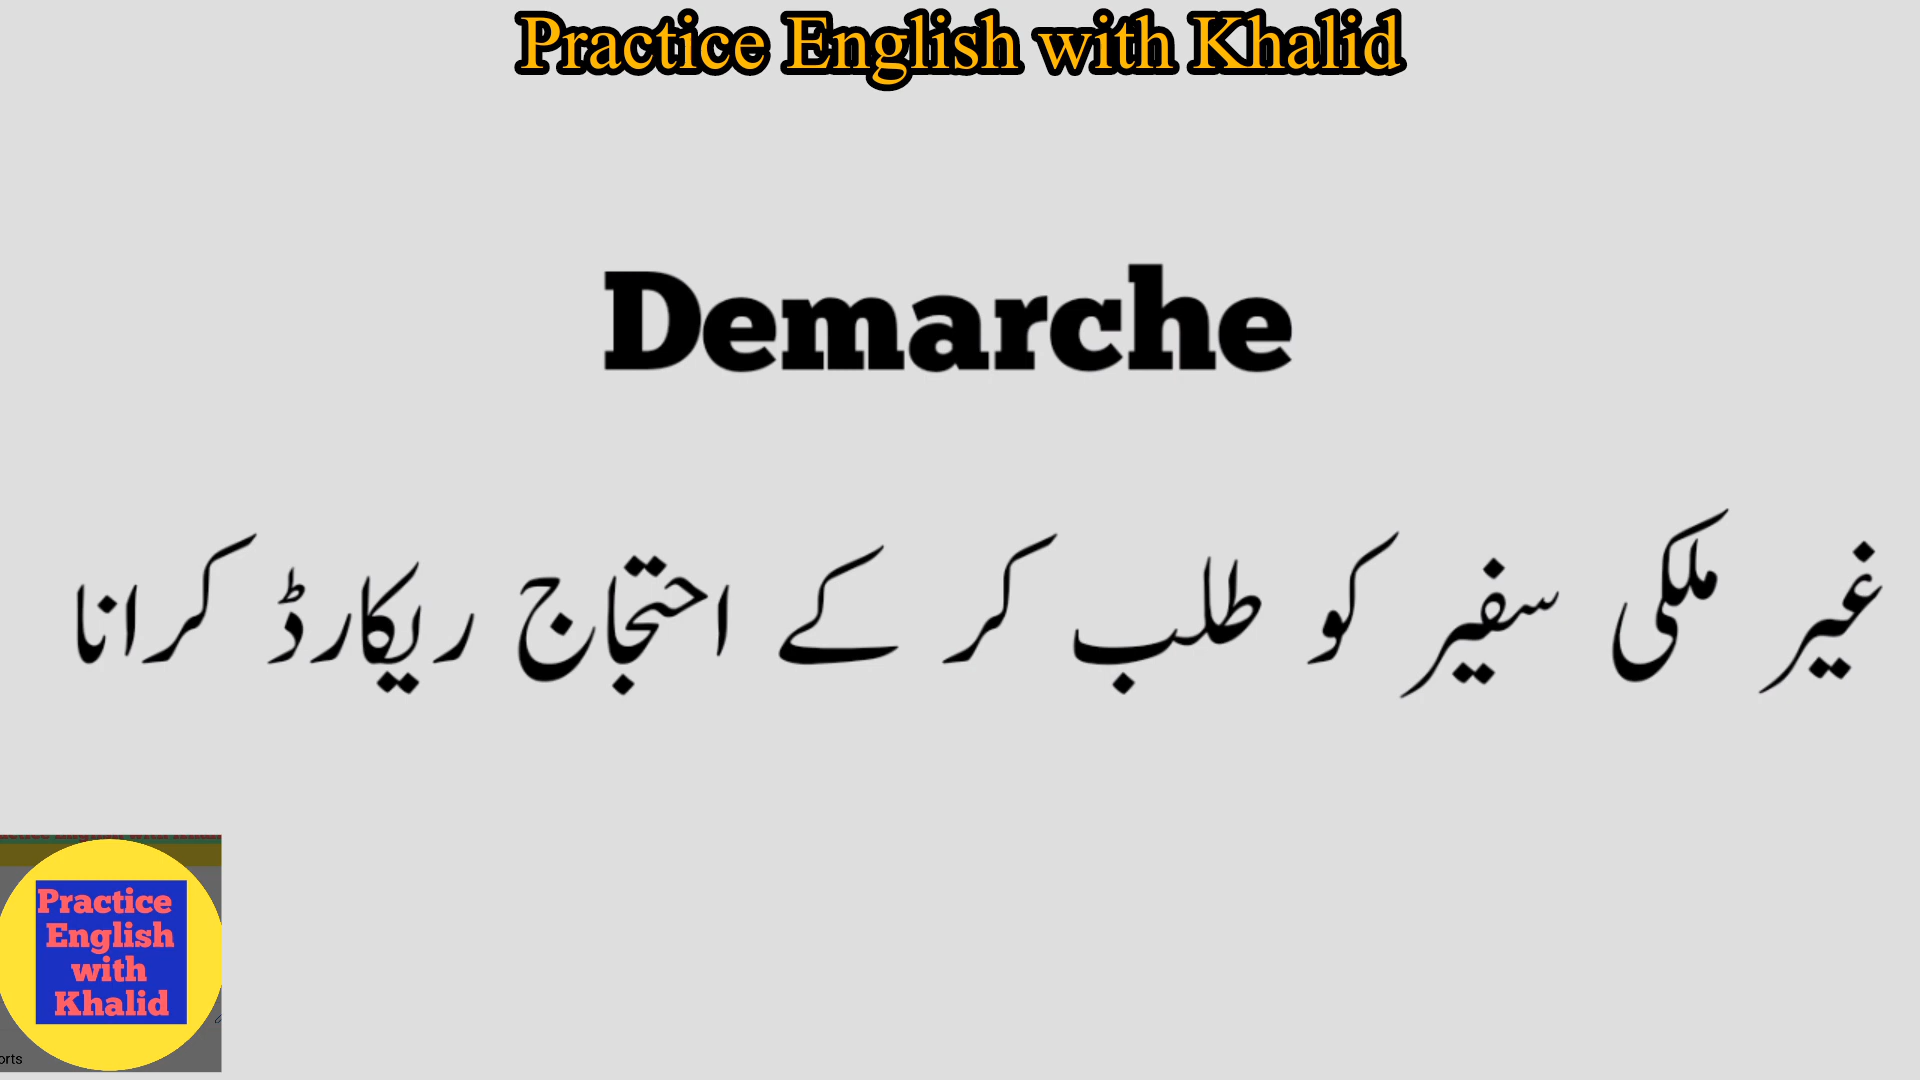 Practice English with Khalid
Demarche
غیر ملکی سفیر کو طلب کر کے احتجاج ریکارڈ کرانا
Practice
English
with
Khalid
orts